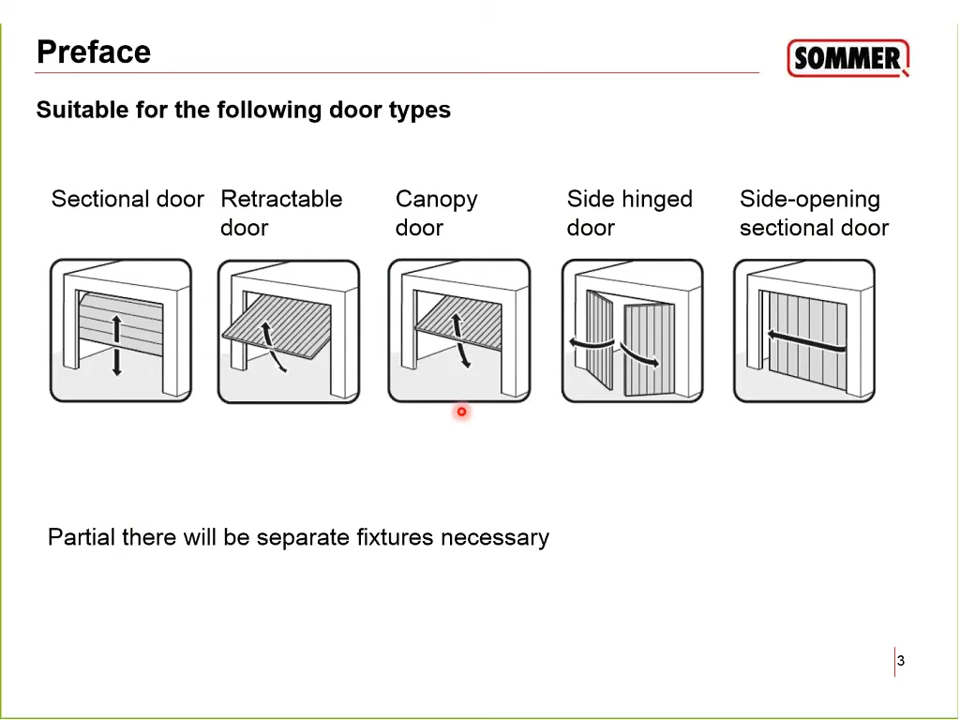 Preface
SOMMER
Suitable for the following door types
Sectional door
Retractable
door
Canopy
door
Side hinged
door
Side-opening
sectional door
Partial there will be separate fixtures necessary
3